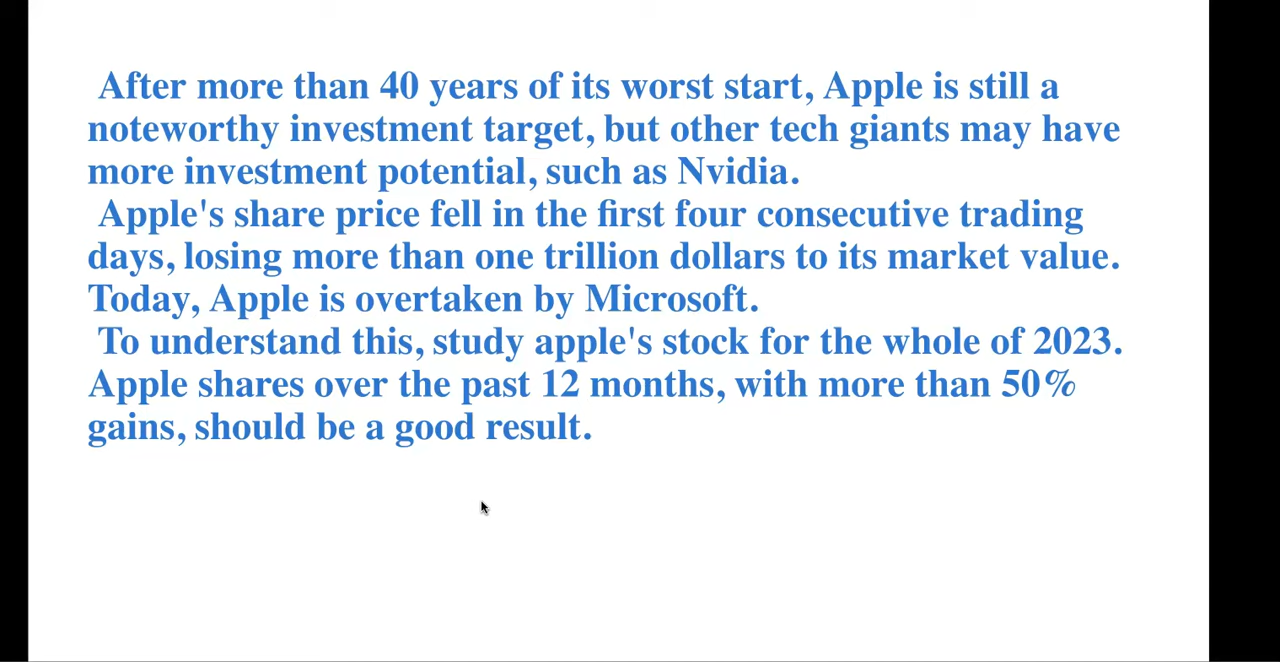 After more than 40 years of its worst start, Apple is still a
noteworthy investment target, but other tech giants may have
more investment potential, such as Nvidia.
Apple's share price fell in the first four consecutive trading
days, losing more than one trillion dollars to its market value.
Today, Apple is overtaken by Microsoft.
To understand this, study apple's stock for the whole of 2023.
Apple shares over the past 12 months, with more than 50%
gains, should be a good result.